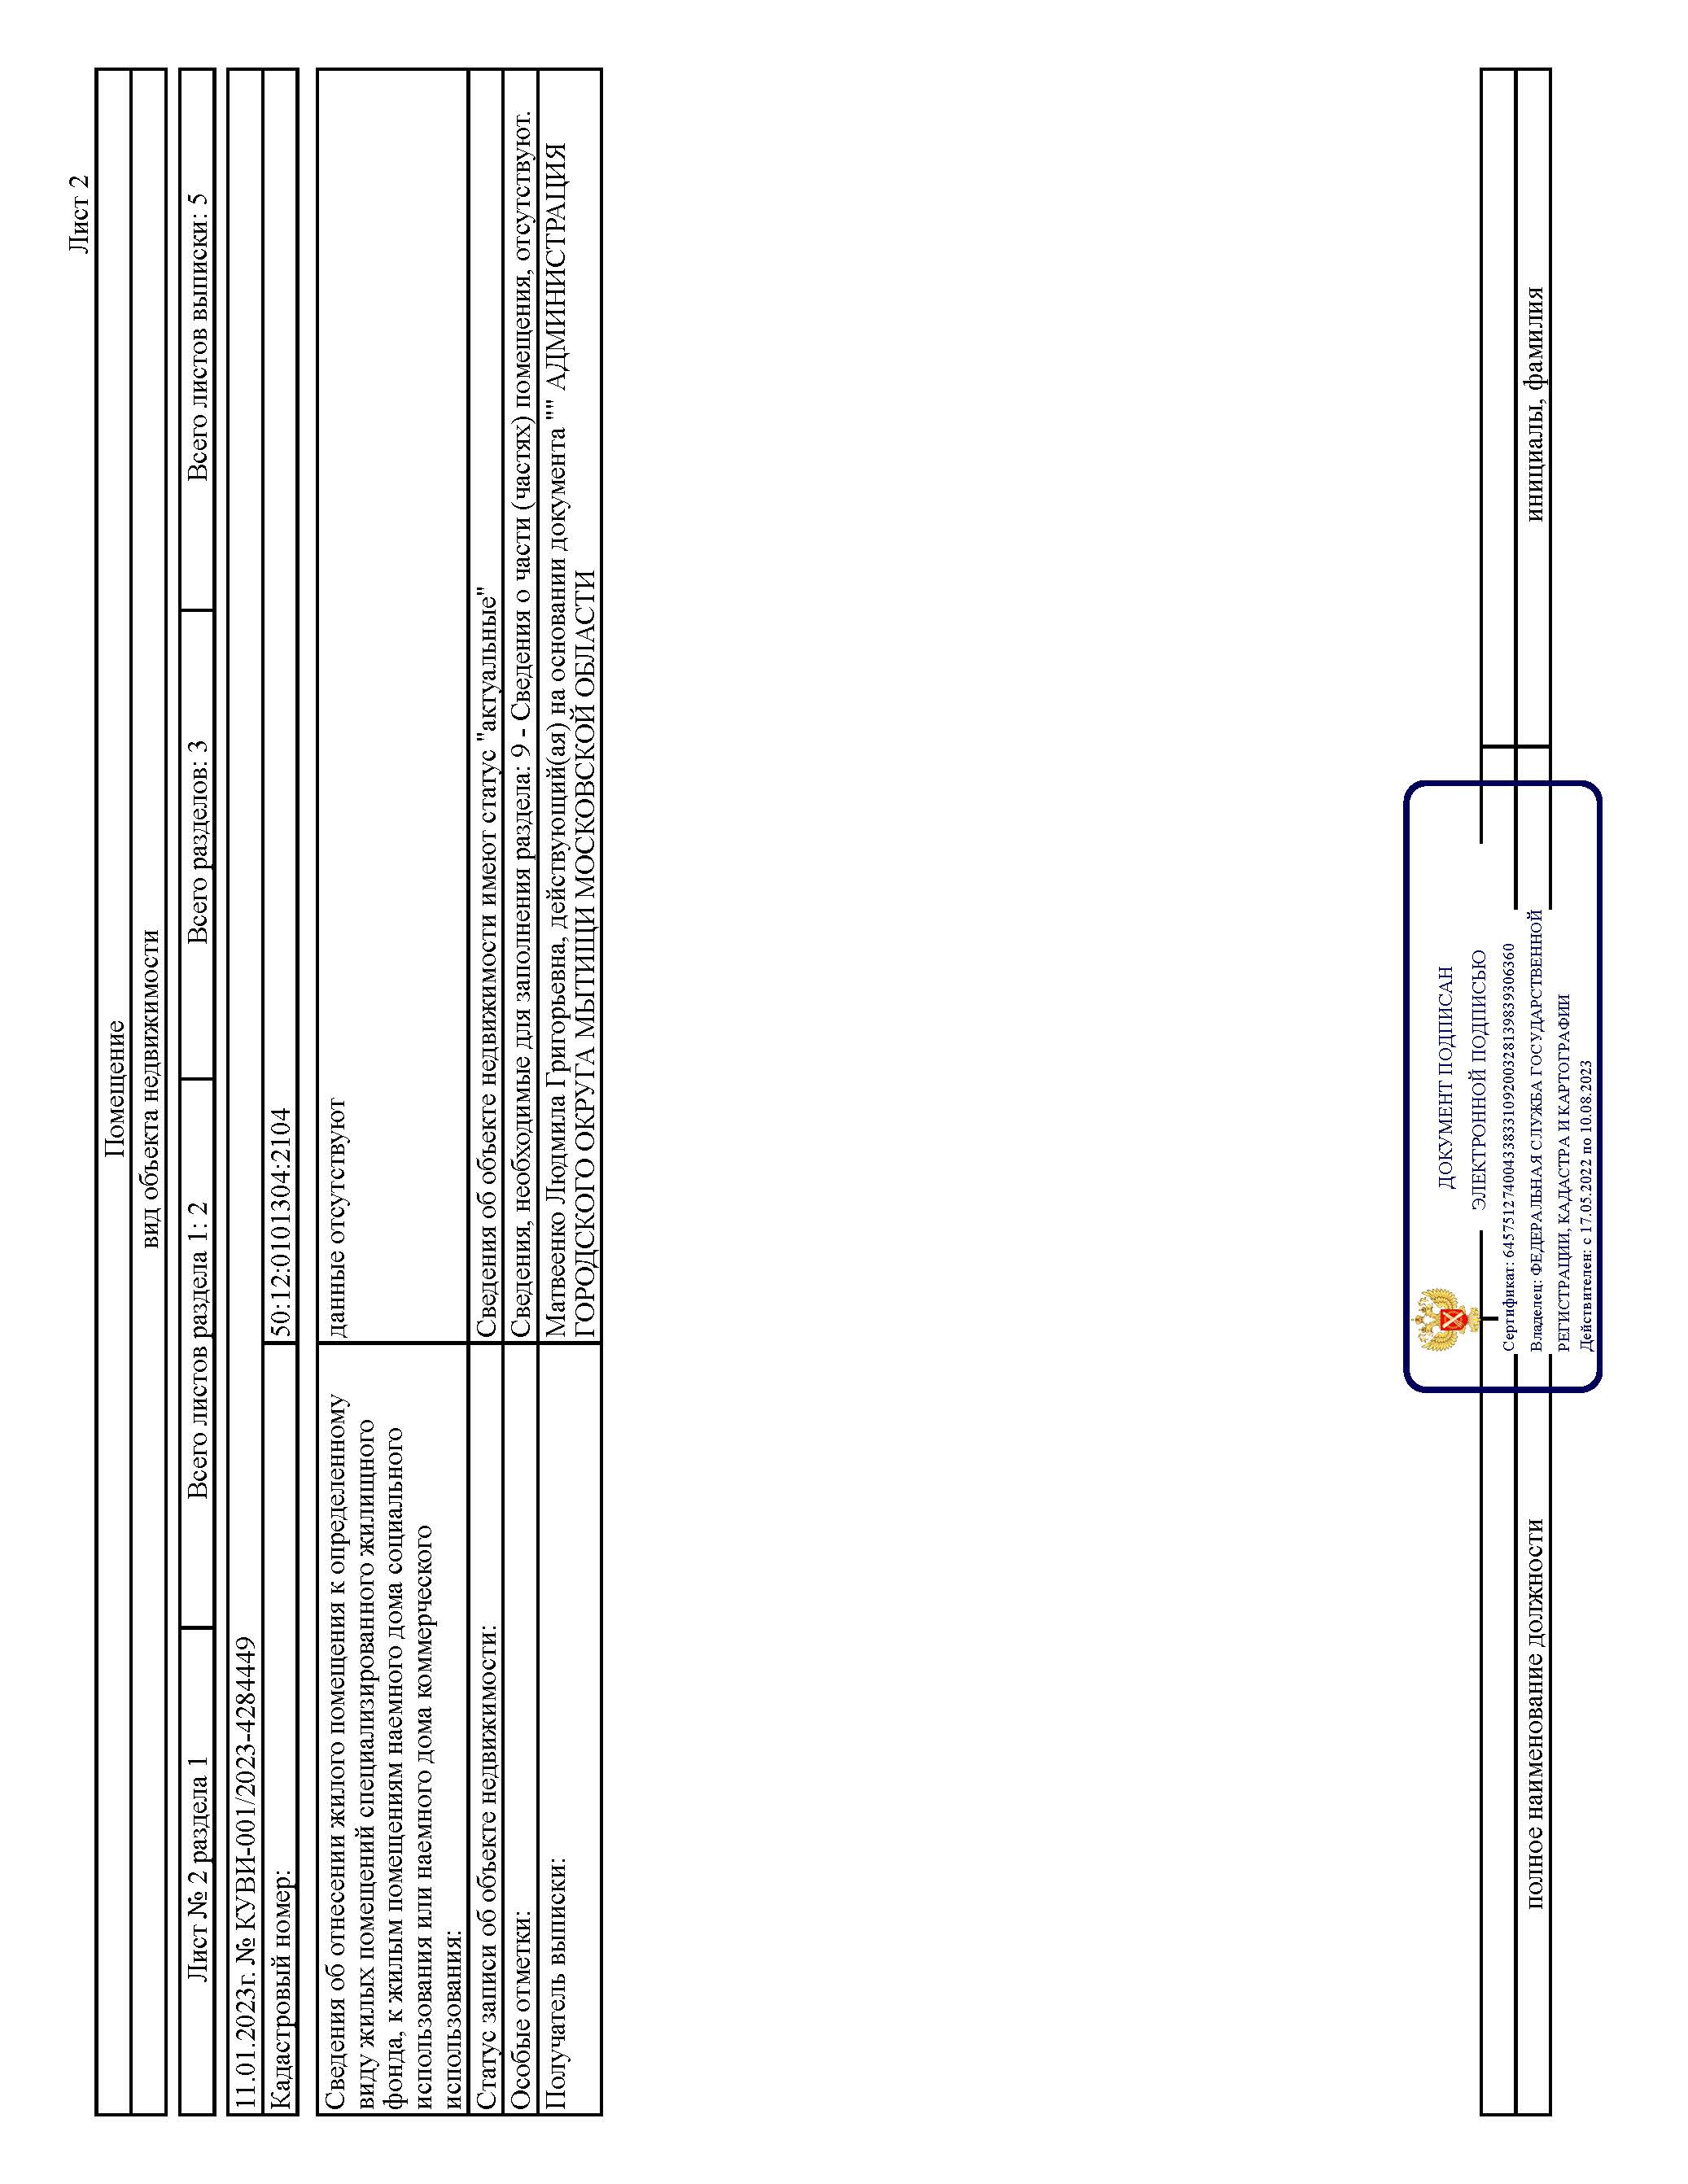 Лист 2
Помещение
вид объекта недвижимости
Лист № 2 раздела 1
Всего листов раздела 1: 2
Всего разделов: 3
Всего листов выписки: 5
11.01.2023г. № КУВИ-001/2023-4284449
Кадастровый номер:
50:12:0101304:2104
Сведения об отнесении жилого помещения к определенному
виду жилых помещений специализированного жилищного
фонда, к жилым помещениям наемного дома социального
использования или наемного дома коммерческого
использования:
данные отсутствуют
Статус записи об объекте недвижимости:
Сведения об объекте недвижимости имеют статус "актуальные"
Особые отметки:
Сведения, необходимые для заполнения раздела: 9 - Сведения о части (частях) помещения, отсутствуют.
Получатель выписки:
Матвеенко Людмила Григорьевна, действующий(ая) на основании документа "" АДМИНИСТРАЦИЯ
ГОРОДСКОГО ОКРУГА МЫТИЩИ МОСКОВСКОЙ ОБЛАСТИ
ДОКУМЕНТ ПОДПИСАН
ЭЛЕКТРОННОЙ ПОДПИСЬЮ
Сертификат: 645751274004338331092003281398393​06360
Владелец: ФЕДЕРАЛЬНАЯ СЛУЖБА ГОСУДАРСТВЕННОЙ
РЕГИСТРАЦИИ, КАДАСТРА И КАРТОГРАФИИ
Действителен: с 17.05.2022 по 10.08.2023
полное наименование должности
инициалы, фамилия